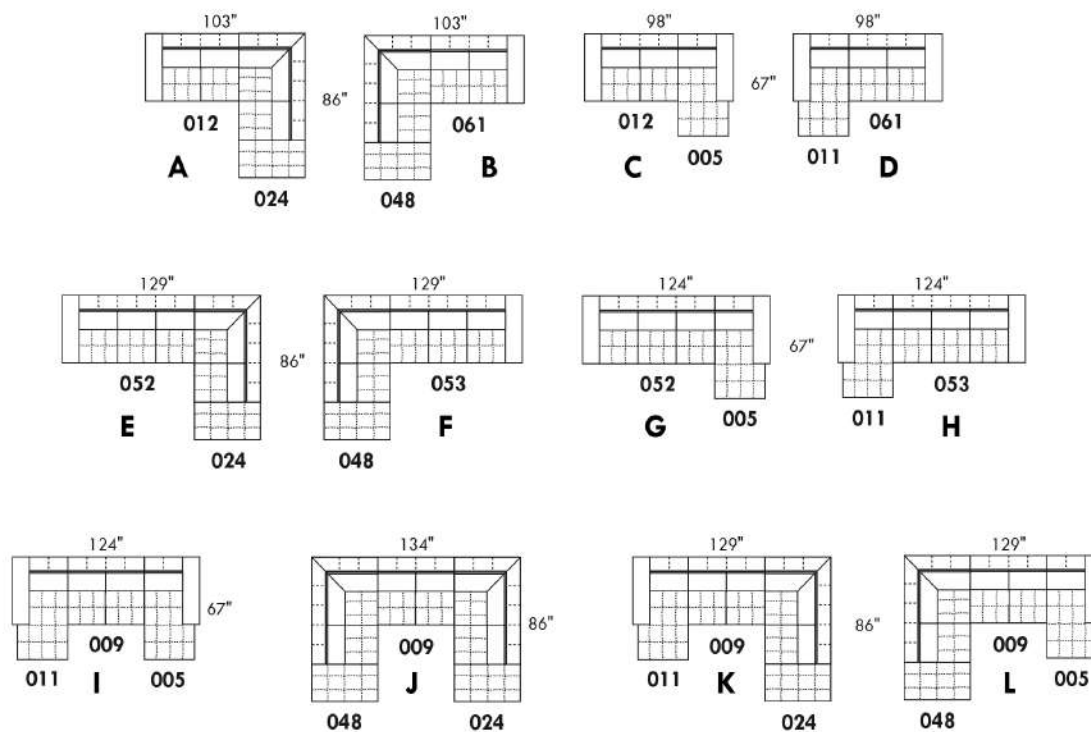 103" 103" 98" 98"
86" 67"
012 061 012 061
A B C D
024 048 005 011
129" 129" 124" 124"
86" 67"
052 053 052 053
E F G H
024 048 005 011
124" 134" 129" 129"
67" 86" 86"
009 009 009 009
011 I 005 J 011 K L 005
048 024 024 048